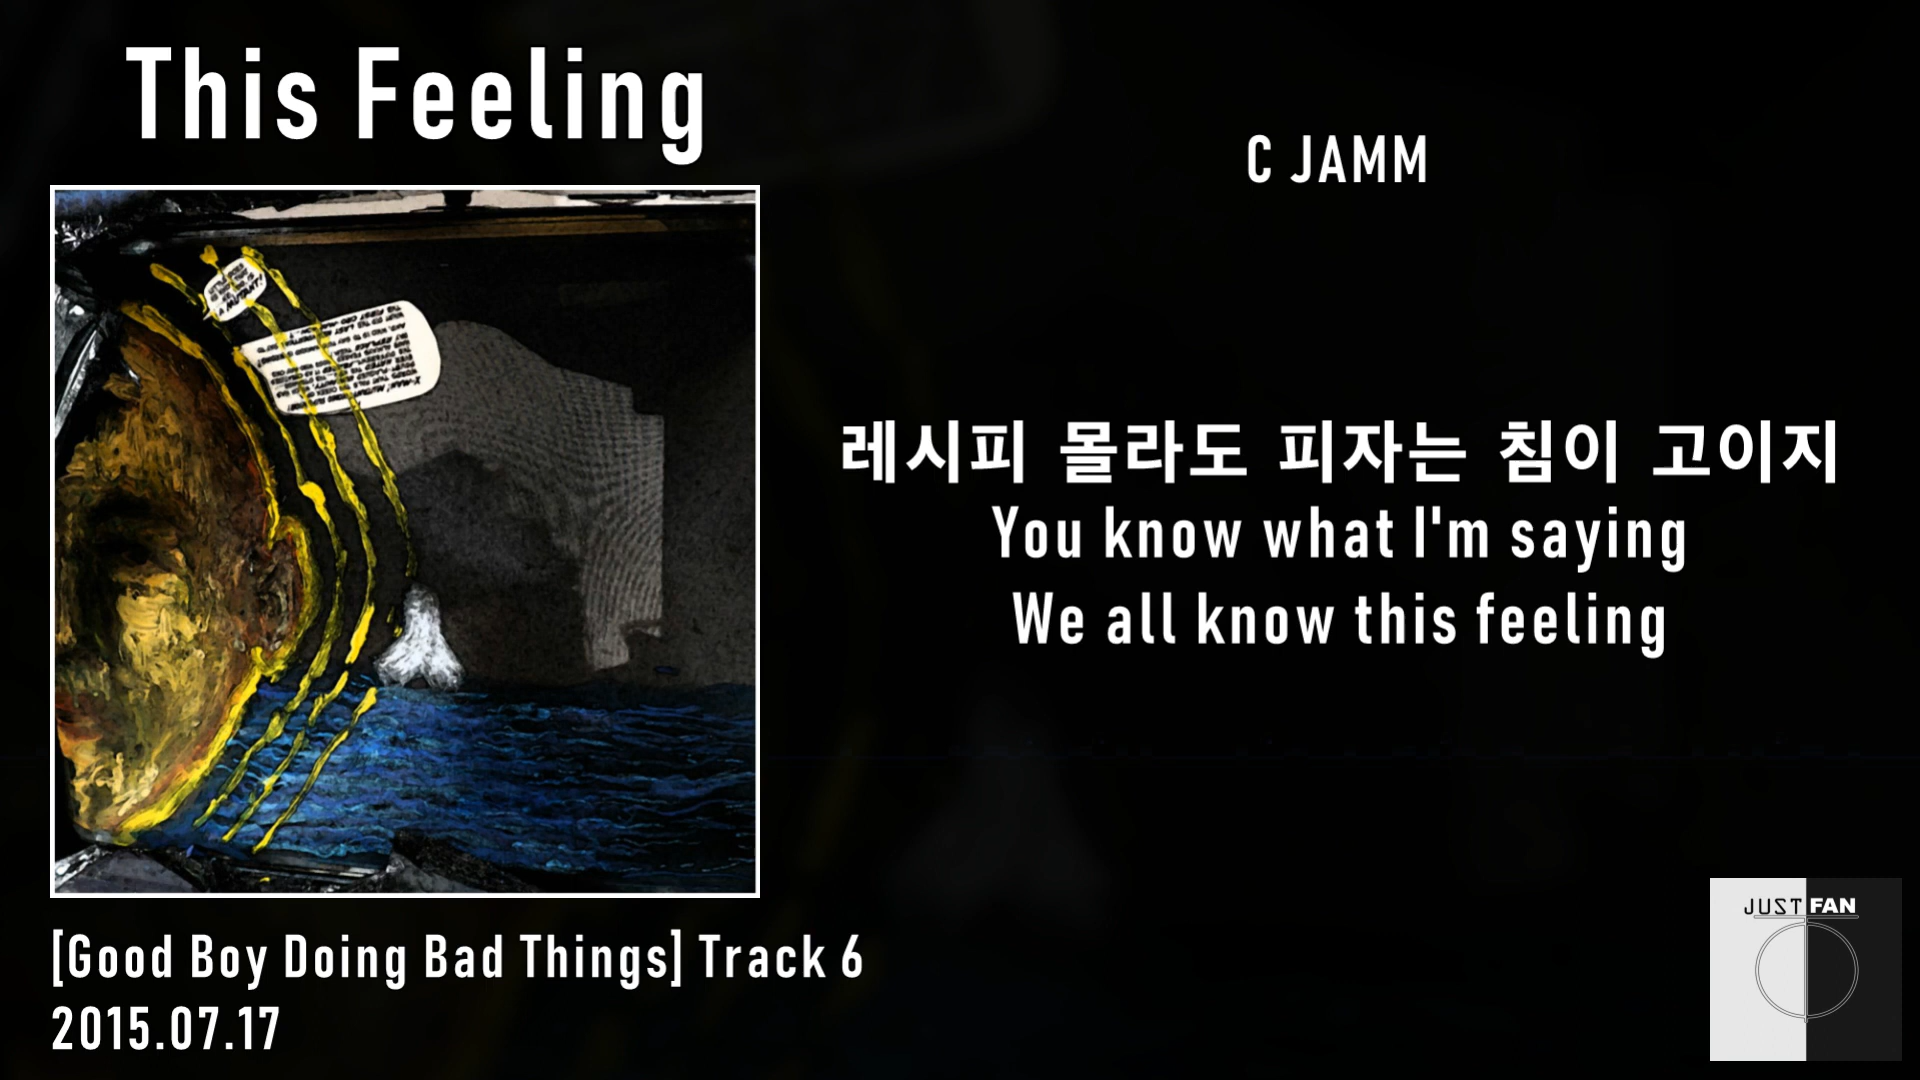 This Feeling
C JAMM
A MUTANT!
레시피 몰라도 피자는 침이 고이지
You know what I'm saying
We all know this feeling
[Good Boy Doing Bad Things] Track 6
2015.07.17
JUST FAN